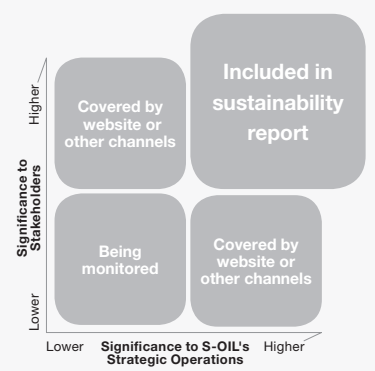 Included in
sustainability
report
Covered by
website or
other channels
Higher
Significance to
Stakeholders
Being
monitored
Covered by
website or
other channels
Lower
Lower
Significance to S-OIL's
Strategic Operations
Higher